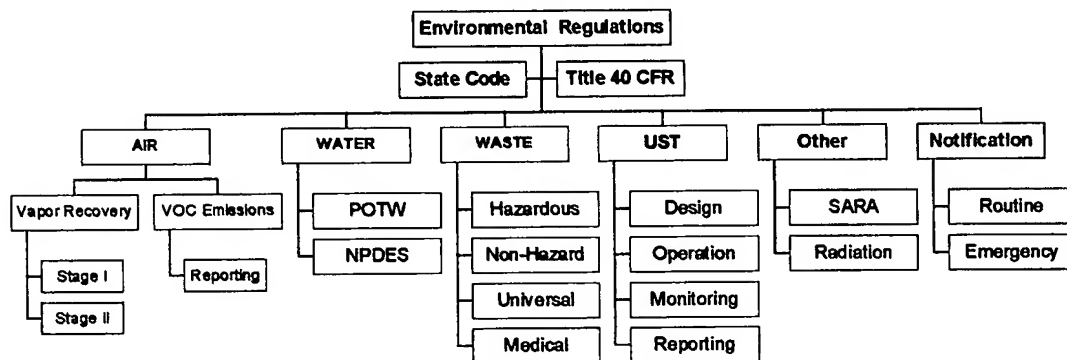 Environmental Regulations
State Code
Title 40 CFR
AIR
WATER
WASTE
UST
Other
Notification
Vapor Recovery
VOC Emissions
Stage I
Stage II
Reporting
POTW
NPDES
Hazardous
Non-Hazard
Universal
Medical
Design
Operation
Monitoring
Reporting
SARA
Radiation
Routine
Emergency